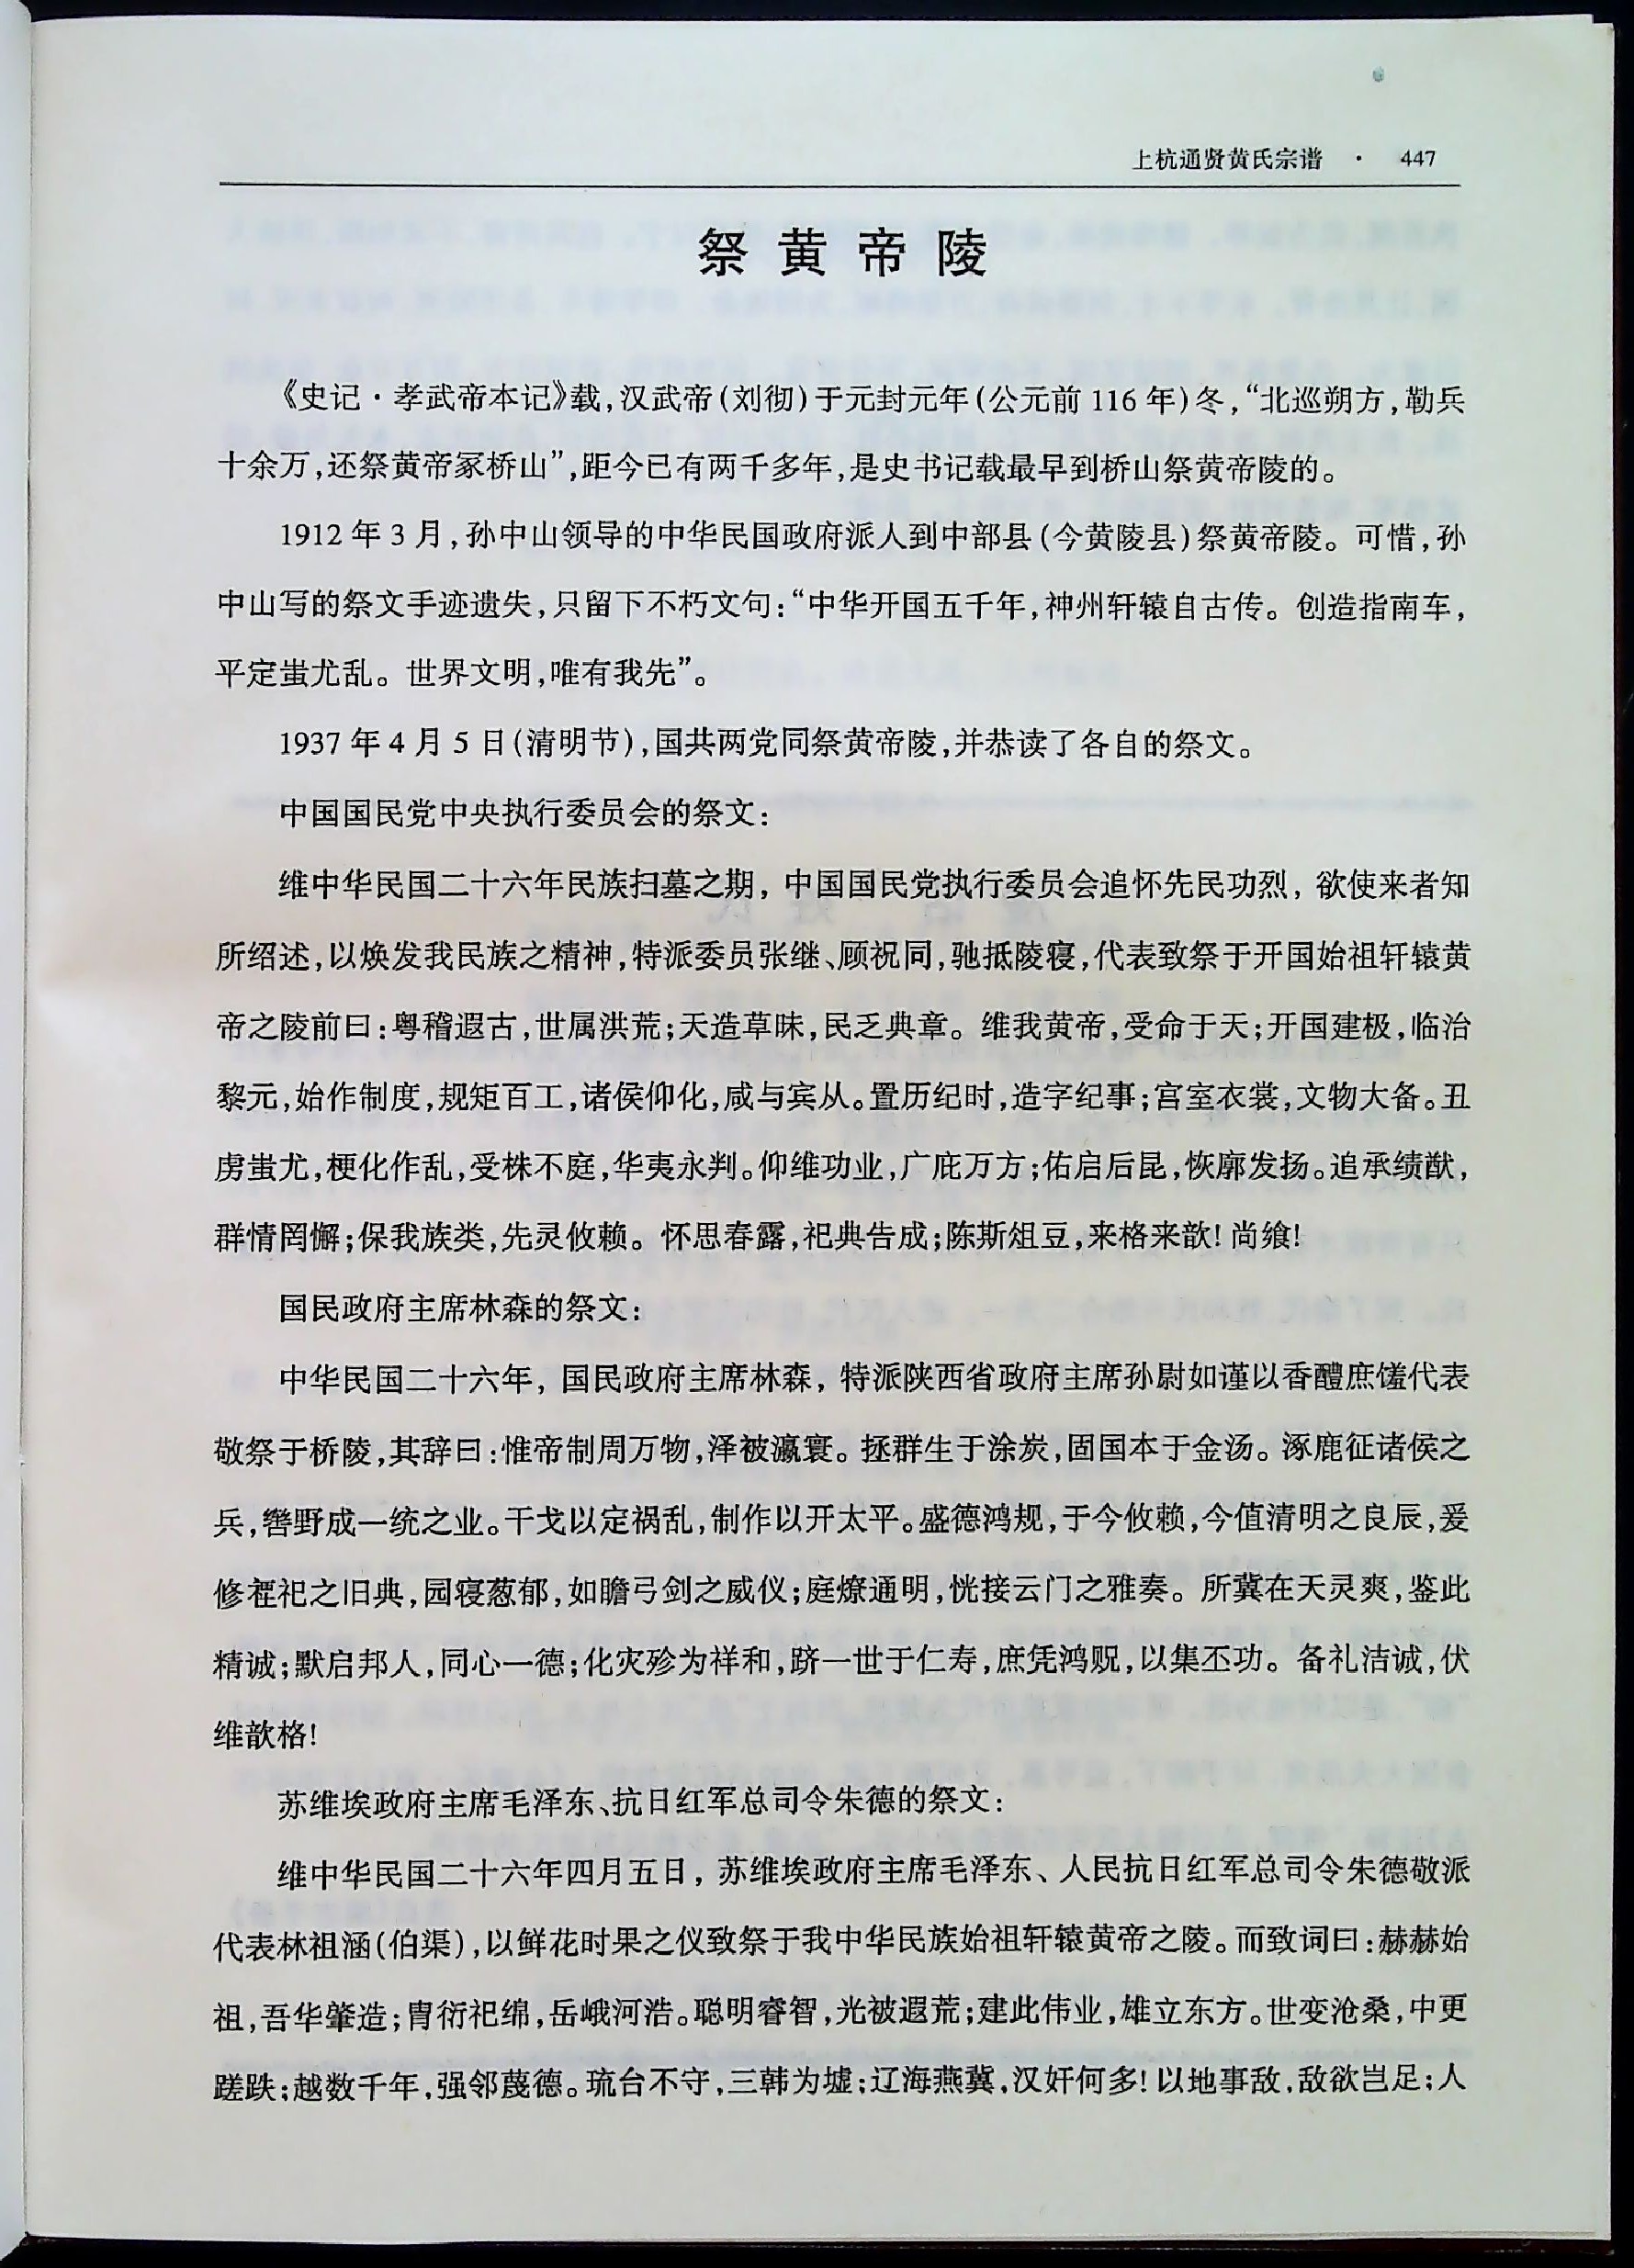 上杭通贤黄氏宗谱 · 447
祭黄帝陵
《史记·孝武帝本记》载,汉武帝(刘彻)于元封元年(公元前116年)冬,“北巡朔方,勒兵
十余万,还祭黄帝冢桥山”,距今已有两千多年,是史书记载最早到桥山祭黄帝陵的。
1912年3月,孙中山领导的中华民国政府派人到中部县(今黄陵县)祭黄帝陵。可惜,孙
中山写的祭文手迹遗失,只留下不朽文句:“中华开国五千年,神州轩辕自古传。创造指南车,
平定蚩尤乱。世界文明,唯有我先”。
1937年4月5日(清明节),国共两党同祭黄帝陵,并恭读了各自的祭文。
中国国民党中央执行委员会的祭文:
维中华民国二十六年民族扫墓之期,中国国民党执行委员会追怀先民功烈,欲使来者知
所绍述,以焕发我民族之精神,特派委员张继、顾祝同,驰抵陵寝,代表致祭于开国始祖轩辕黄
帝之陵前曰:粤稽遐古,世属洪荒;天造草昧,民乏典章。维我黄帝,受命于天;开国建极,临治
黎元,始作制度,规矩百工,诸侯仰化,咸与宾从。置历纪时,造字纪事;宫室衣裳,文物大备。丑
虏蚩尤,梗化作乱,受株不庭,华夷永判。仰维功业,广庇万方;佑启后昆,恢廓发扬。追承绩猷,
群情罔懈;保我族类,先灵攸赖。怀思春露,祀典告成;陈斯俎豆,来格来歆!尚飨!
国民政府主席林森的祭文:
中华民国二十六年,国民政府主席林森,特派陕西省政府主席孙尉如谨以香醴庶馐代表
敬祭于桥陵,其辞曰:惟帝制周万物,泽被瀛寰。拯群生于涂炭,固国本于金汤。涿鹿征诸侯之
兵,辔野成一统之业。干戈以定祸乱,制作以开太平。盛德鸿规,于今攸赖,今值清明之良辰,爰
修禋祀之旧典,园寝葱郁,如瞻弓剑之威仪;庭燎通明,恍接云门之雅奏。所冀在天灵爽,鉴此
精诚;默启邦人,同心一德;化灾殄为祥和,跻一世于仁寿,庶凭鸿贶,以集丕功。备礼洁诚,伏
维歆格!
苏维埃政府主席毛泽东、抗日红军总司令朱德的祭文:
维中华民国二十六年四月五日,苏维埃政府主席毛泽东、人民抗日红军总司令朱德敬派
代表林祖涵(伯渠),以鲜花时果之仪致祭于我中华民族始祖轩辕黄帝之陵。而致词曰:赫赫始
祖,吾华肇造;胄衍祀绵,岳峨河浩。聪明睿智,光被遐荒;建此伟业,雄立东方。世变沧桑,中更
蹉跌;越数千年,强邻蔑德。琉台不守,三韩为墟;辽海燕冀,汉奸何多!以地事敌,敌欲岂足;人